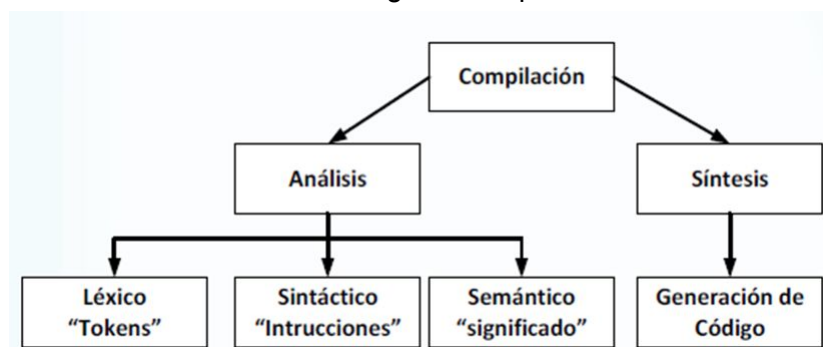 Compilación
Análisis
Síntesis
Léxico
“Tokens”
Sintáctico
“Intrucciones”
Semántico
“significado”
Generación de
Código